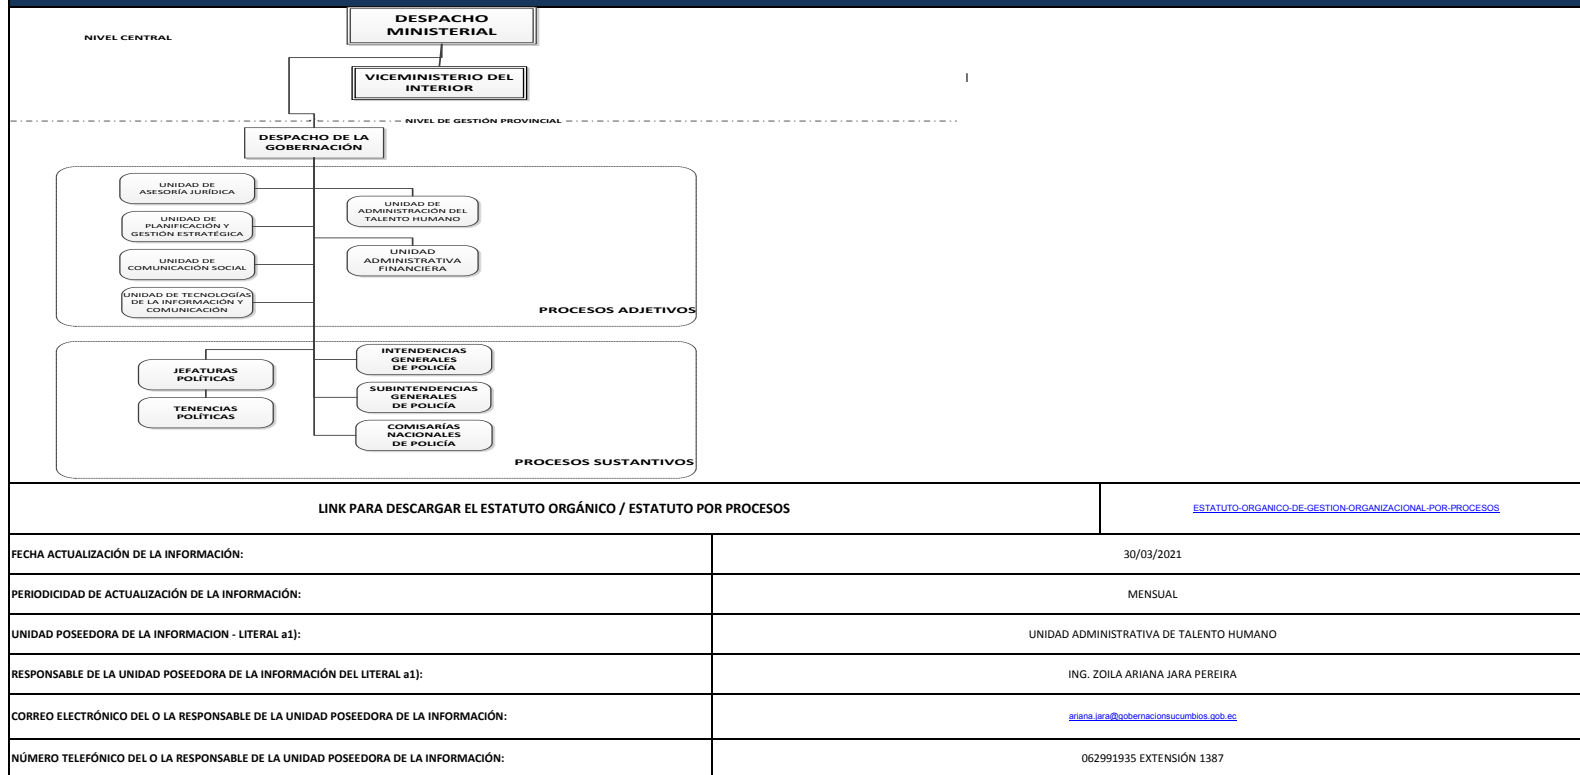 DESPACHO
MINISTERIAL
NIVEL CENTRAL
VICEMINISTERIO DEL
INTERIOR
NIVEL DE GESTIÓN PROVINCIAL
DESPACHO DE LA
GOBERNACIÓN
UNIDAD DE
ASESORÍA JURÍDICA
UNIDAD DE
ADMINISTRACIÓN DEL
TALENTO HUMANO
UNIDAD DE
PLANIFICACIÓN Y
GESTIÓN ESTRATÉGICA
UNIDAD
ADMINISTRATIVA
FINANCIERA
UNIDAD DE
COMUNICACIÓN SOCIAL
UNIDAD DE TECNOLOGÍAS
DE LA INFORMACIÓN Y
COMUNICACIÓN
PROCESOS ADJETIVOS
INTENDENCIAS
GENERALES
DE POLICÍA
JEFATURAS
POLÍTICAS
SUBINTENDENCIAS
GENERALES
DE POLICÍA
TENENCIAS
POLÍTICAS
COMISARÍAS
NACIONALES
DE POLICÍA
PROCESOS SUSTANTIVOS
LINK PARA DESCARGAR EL ESTATUTO ORGÁNICO / ESTATUTO POR PROCESOS
ESTATUTO-ORGANICO-DE-GESTION-ORGANIZACIONAL-POR-PROCESOS
FECHA ACTUALIZACIÓN DE LA INFORMACIÓN:
30/03/2021
PERIODICIDAD DE ACTUALIZACIÓN DE LA INFORMACIÓN:
MENSUAL
UNIDAD POSEEDORA DE LA INFORMACION - LITERAL a1):
UNIDAD ADMINISTRATIVA DE TALENTO HUMANO
RESPONSABLE DE LA UNIDAD POSEEDORA DE LA INFORMACIÓN DEL LITERAL a1):
ING. ZOILA ARIANA JARA PEREIRA
CORREO ELECTRÓNICO DEL O LA RESPONSABLE DE LA UNIDAD POSEEDORA DE LA INFORMACIÓN:
ariana.jara@gobernacionsucumbios.gob.ec
NÚMERO TELEFÓNICO DEL O LA RESPONSABLE DE LA UNIDAD POSEEDORA DE LA INFORMACIÓN:
062991935 EXTENSIÓN 1387